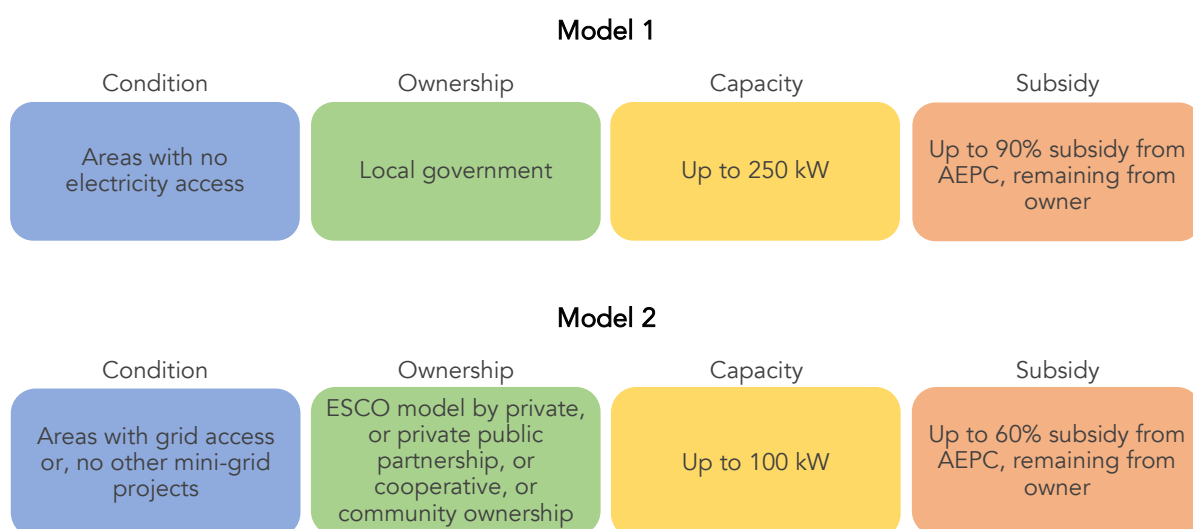 Model 1
Condition
Ownership
Capacity
Subsidy
Areas with no
electricity access
Local government
Up to 250 kW
Up to 90% subsidy from
AEPC, remaining from
owner
Model 2
Condition
Ownership
Capacity
Subsidy
Areas with grid access
or, no other mini-grid
projects
ESCO model by private,
or private public
partnership, or
cooperative, or
community ownership
Up to 100 kW
Up to 60% subsidy from
AEPC, remaining from
owner